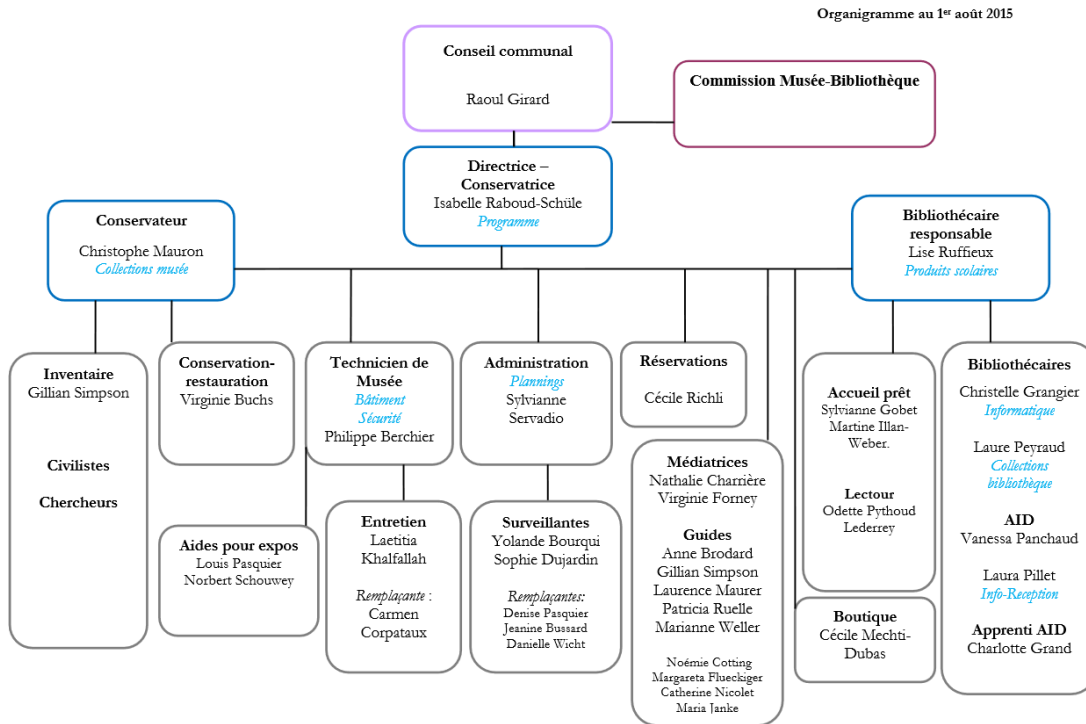 Organigramme au 1er août 2015
Conseil communal
Raoul Girard
Commission Musée-Bibliothèque
Directrice –
Conservatrice
Isabelle Raboud-Schüle
Programme
Conservateur
Christophe Mauron
Collections musée
Bibliothécaire
responsable
Lise Ruffieux
Produits scolaires
Inventaire
Gillian Simpson
Civilistes
Chercheurs
Conservation-
restauration
Virginie Buchs
Technicien de
Musée
Bâtiment
Sécurité
Philippe Berchier
Administration
Plannings
Sylvianne
Servadio
Réservations
Cécile Richli
Accueil prêt
Sylvianne Gobet
Martine Illan-
Weber.
Lectour
Odette Pythoud
Lederrey
Bibliothécaires
Christelle Grangier
Informatique
Laure Peyraud
Collections
bibliothèque
AID
Vanessa Panchaud
Laura Pillet
Info-Reception
Apprenti AID
Charlotte Grand
Aides pour expos
Louis Pasquier
Norbert Schouwey
Entretien
Laetitia
Khalfallah
Remplaçante :
Carmen
Corpataux
Surveillantes
Yolande Bourqui
Sophie Dujardin
Remplaçantes:
Denise Pasquier
Jeanine Bussard
Danielle Wicht
Médiatrices
Nathalie Charrière
Virginie Forney
Guides
Anne Brodard
Gillian Simpson
Laurence Maurer
Patricia Ruelle
Marianne Weller
Noémie Cotting
Margareta Flueckiger
Catherine Nicolet
Maria Janke
Boutique
Cécile Mechti-
Dubas